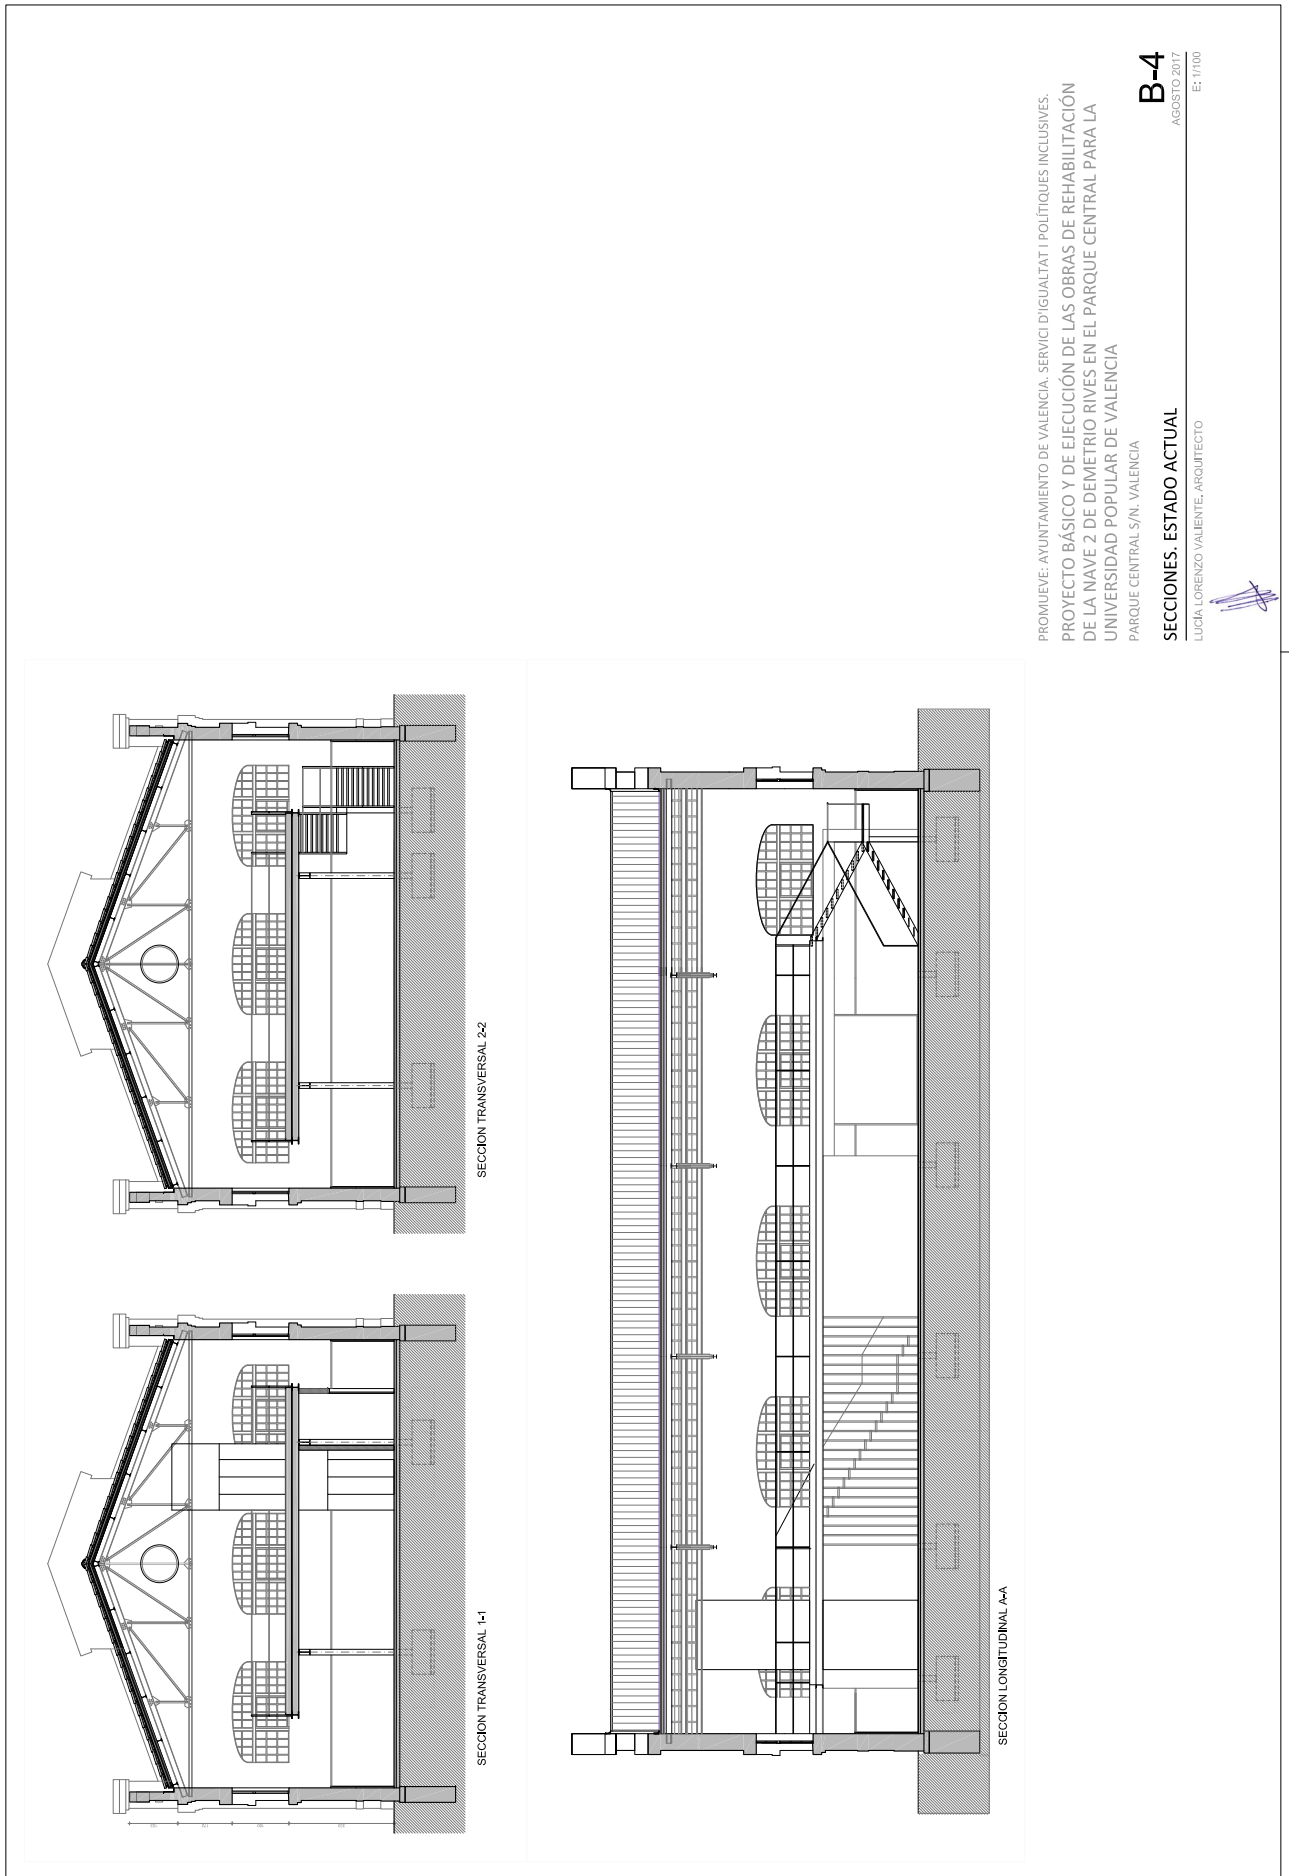 SECCION TRANSVERSAL 1-1
SECCION TRANSVERSAL 2-2
SECCION LONGITUDINAL A-A
PROMUEVE: AYUNTAMIENTO DE VALENCIA. SERVICI D'IGUALTAT I POLÍTIQUES INCLUSIVES.
PROYECTO BÁSICO Y DE EJECUCIÓN DE LAS OBRAS DE REHABILITACIÓN
DE LA NAVE 2 DE DEMETRIO RIVES EN EL PARQUE CENTRAL PARA LA
UNIVERSIDAD POPULAR DE VALENCIA
PARQUE CENTRAL S/N. VALENCIA
B-4
SECCIONES. ESTADO ACTUAL
AGOSTO 2017
LUCÍA LORENZO VALIENTE, ARQUITECTO
E: 1/100